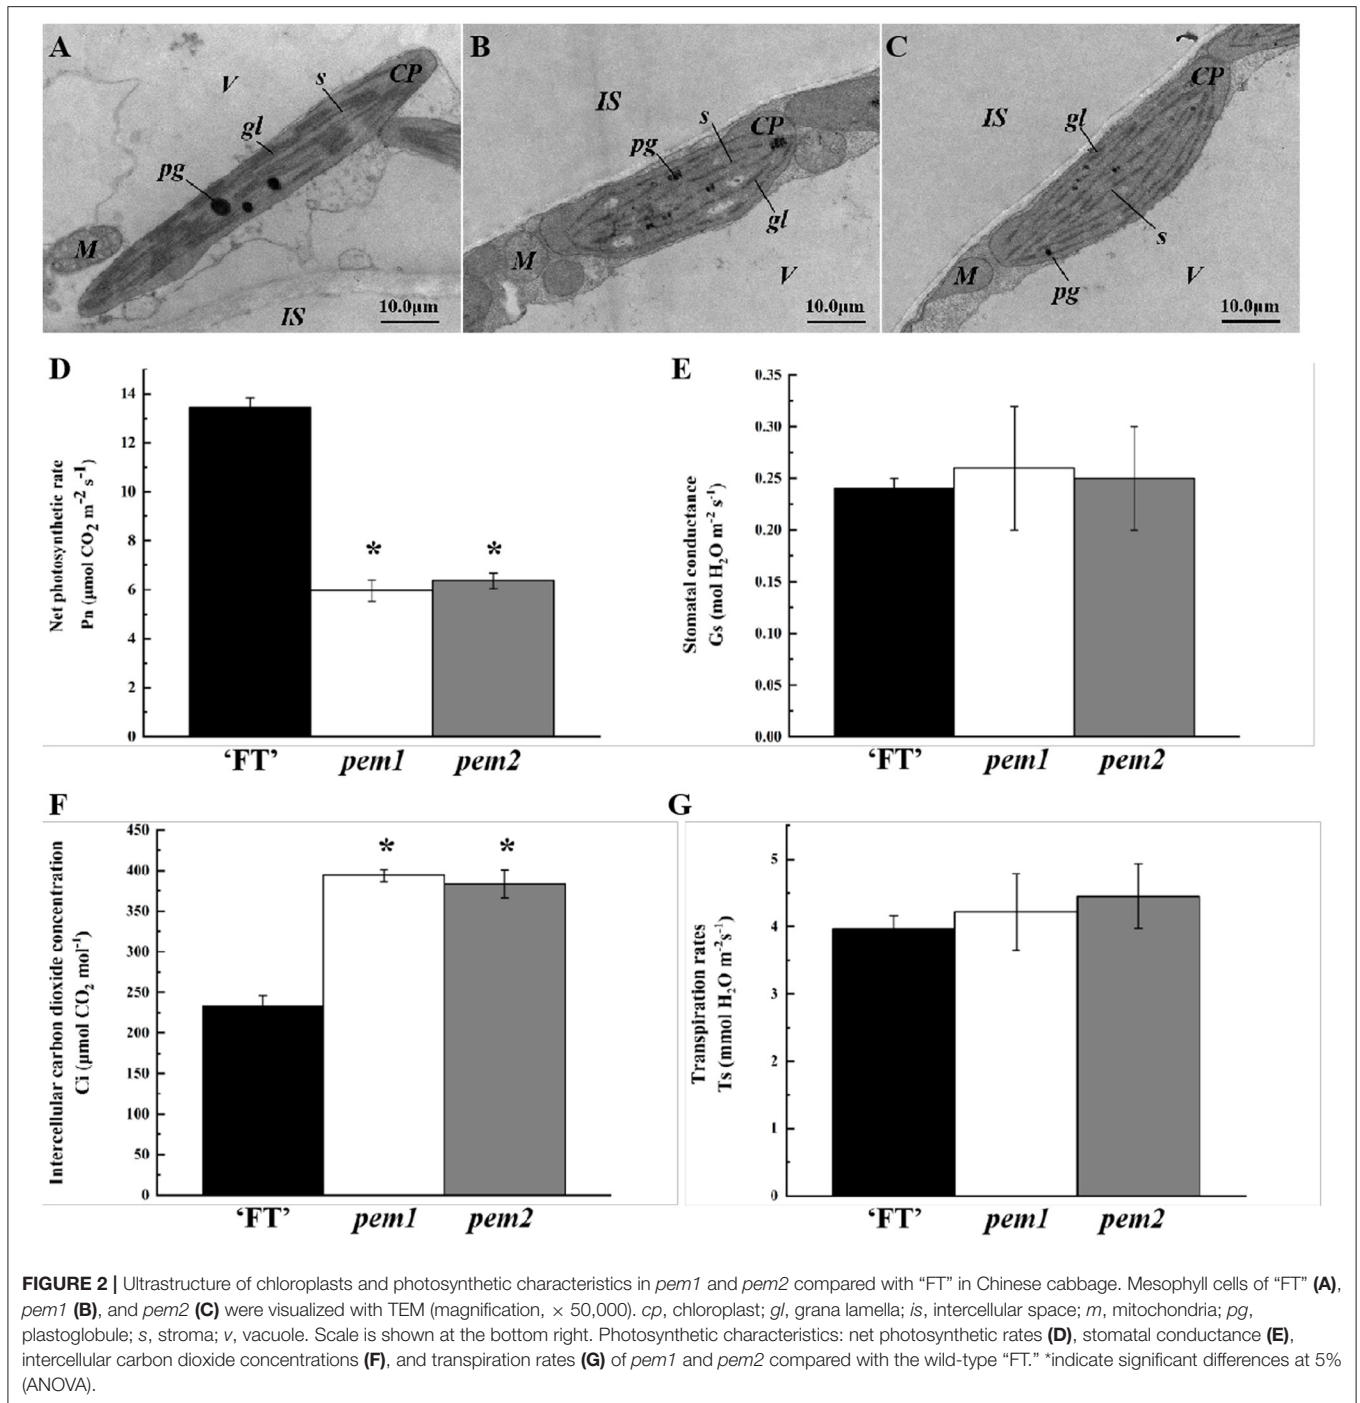 A
V
s
CP
gl
pg
M
IS
10.0μm
B
IS
s
CP
pg
gl
M
V
10.0μm
C
IS
gl
CP
s
M
pg
V
10.0μm
D
Net photosynthetic rate
Pn (μmol CO2 m-2 s-1)
14
12
10
8
6
4
2
0
*
*
‘FT’ pem1 pem2
E
Stomatal conductance
Gs (mol H2O m-2 s-1)
0.35
0.30
0.25
0.20
0.15
0.10
0.05
0.00
‘FT’ pem1 pem2
F
Intercellular carbon dioxide concentration
Ci (μmol CO2 mol-1)
450
400
350
300
250
200
150
100
50
0
*
*
‘FT’ pem1 pem2
G
Transpiration rates
Ts (mmol H2O m-2s-1)
5
4
3
2
1
0
‘FT’ pem1 pem2
FIGURE 2 | Ultrastructure of chloroplasts and photosynthetic characteristics in pem1 and pem2 compared with “FT” in Chinese cabbage. Mesophyll cells of “FT” (A),
pem1 (B), and pem2 (C) were visualized with TEM (magnification, × 50,000). cp, chloroplast; gl, grana lamella; is, intercellular space; m, mitochondria; pg,
plastoglobule; s, stroma; v, vacuole. Scale is shown at the bottom right. Photosynthetic characteristics: net photosynthetic rates (D), stomatal conductance (E),
intercellular carbon dioxide concentrations (F), and transpiration rates (G) of pem1 and pem2 compared with the wild-type “FT.” *indicate significant differences at 5%
(ANOVA).